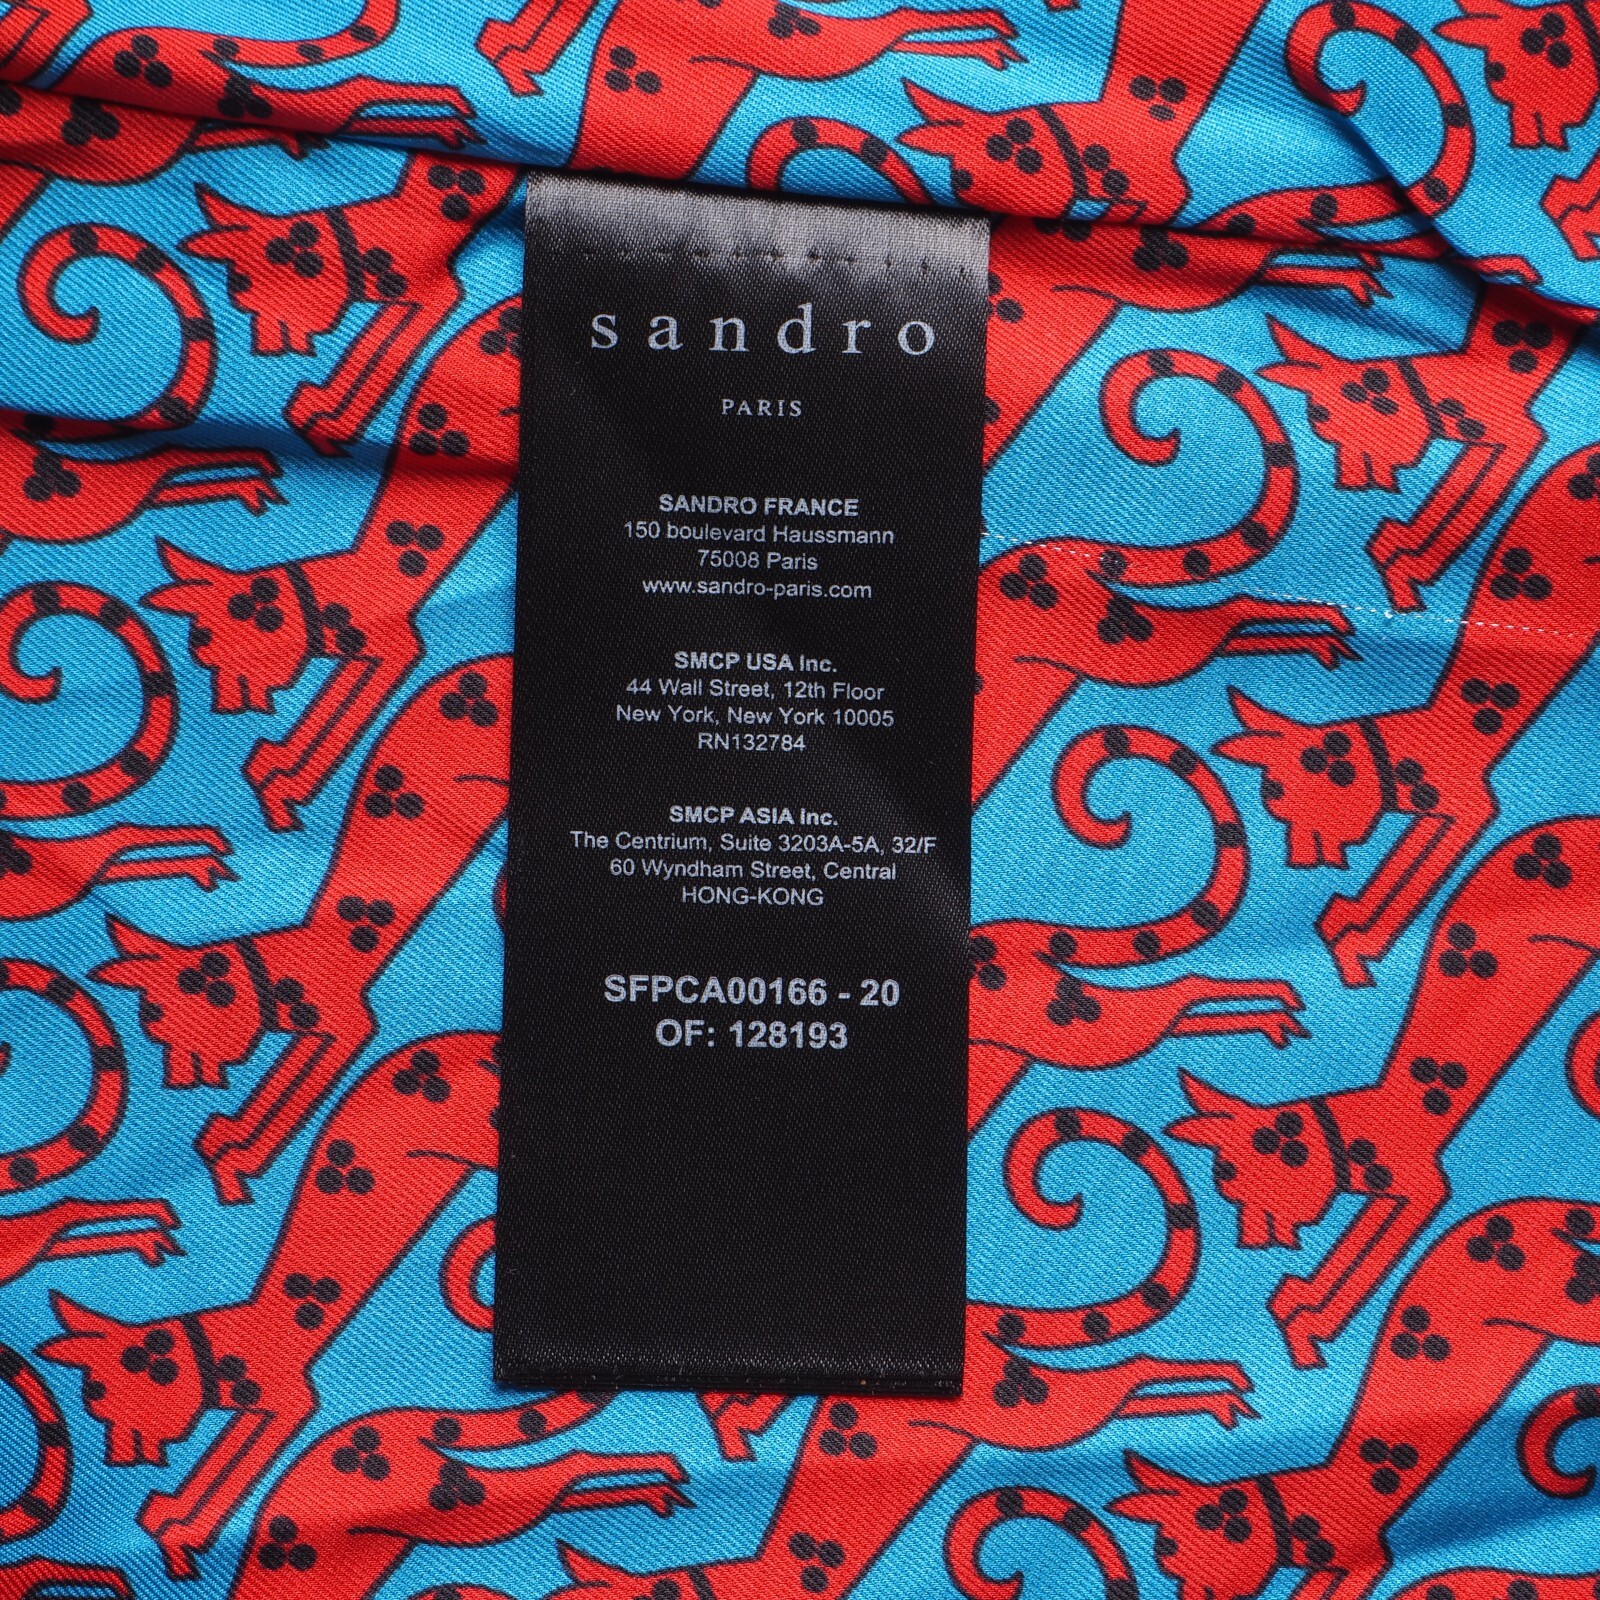 sandro
PARIS
SANDRO FRANCE
150 boulevard Haussmann
75008 Paris
www.sandro-paris.com
SMCP USA Inc.
44 Wall Street, 12th Floor
New York, New York 10005
RN132784
SMCP ASIA Inc.
The Centrium, Suite 3203A-5A, 32/F
60 Wyndham Street, Central
HONG-KONG
SFPCA00166 - 20
OF: 128193